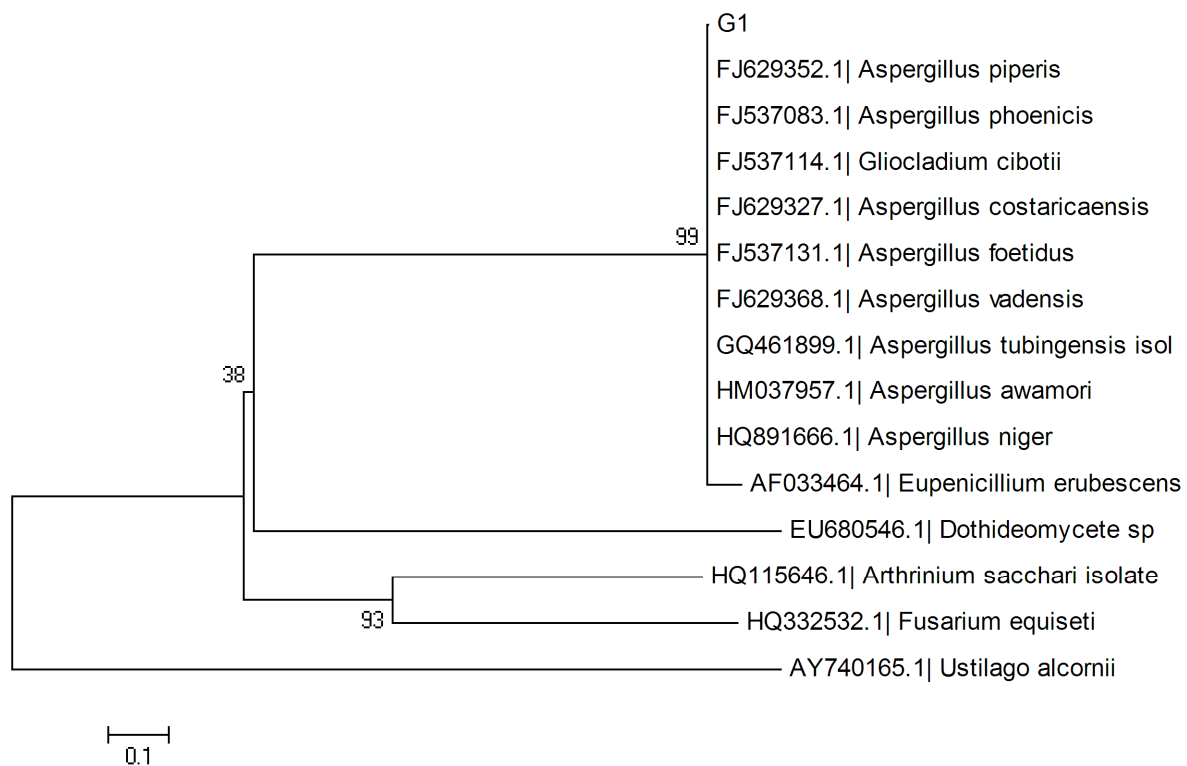 G1
FJ629352.1| Aspergillus piperis
FJ537083.1| Aspergillus phoenicis
FJ537114.1| Gliocladium cibotii
FJ629327.1| Aspergillus costaricaensis
99
FJ537131.1| Aspergillus foetidus
FJ629368.1| Aspergillus vadensis
GQ461899.1| Aspergillus tubingensis isol
38
HM037957.1| Aspergillus awamori
HQ891666.1| Aspergillus niger
AF033464.1| Eupenicillium erubescens
EU680546.1| Dothideomycete sp
HQ115646.1| Arthrinium sacchari isolate
93
HQ332532.1| Fusarium equiseti
AY740165.1| Ustilago alcornii
0.1